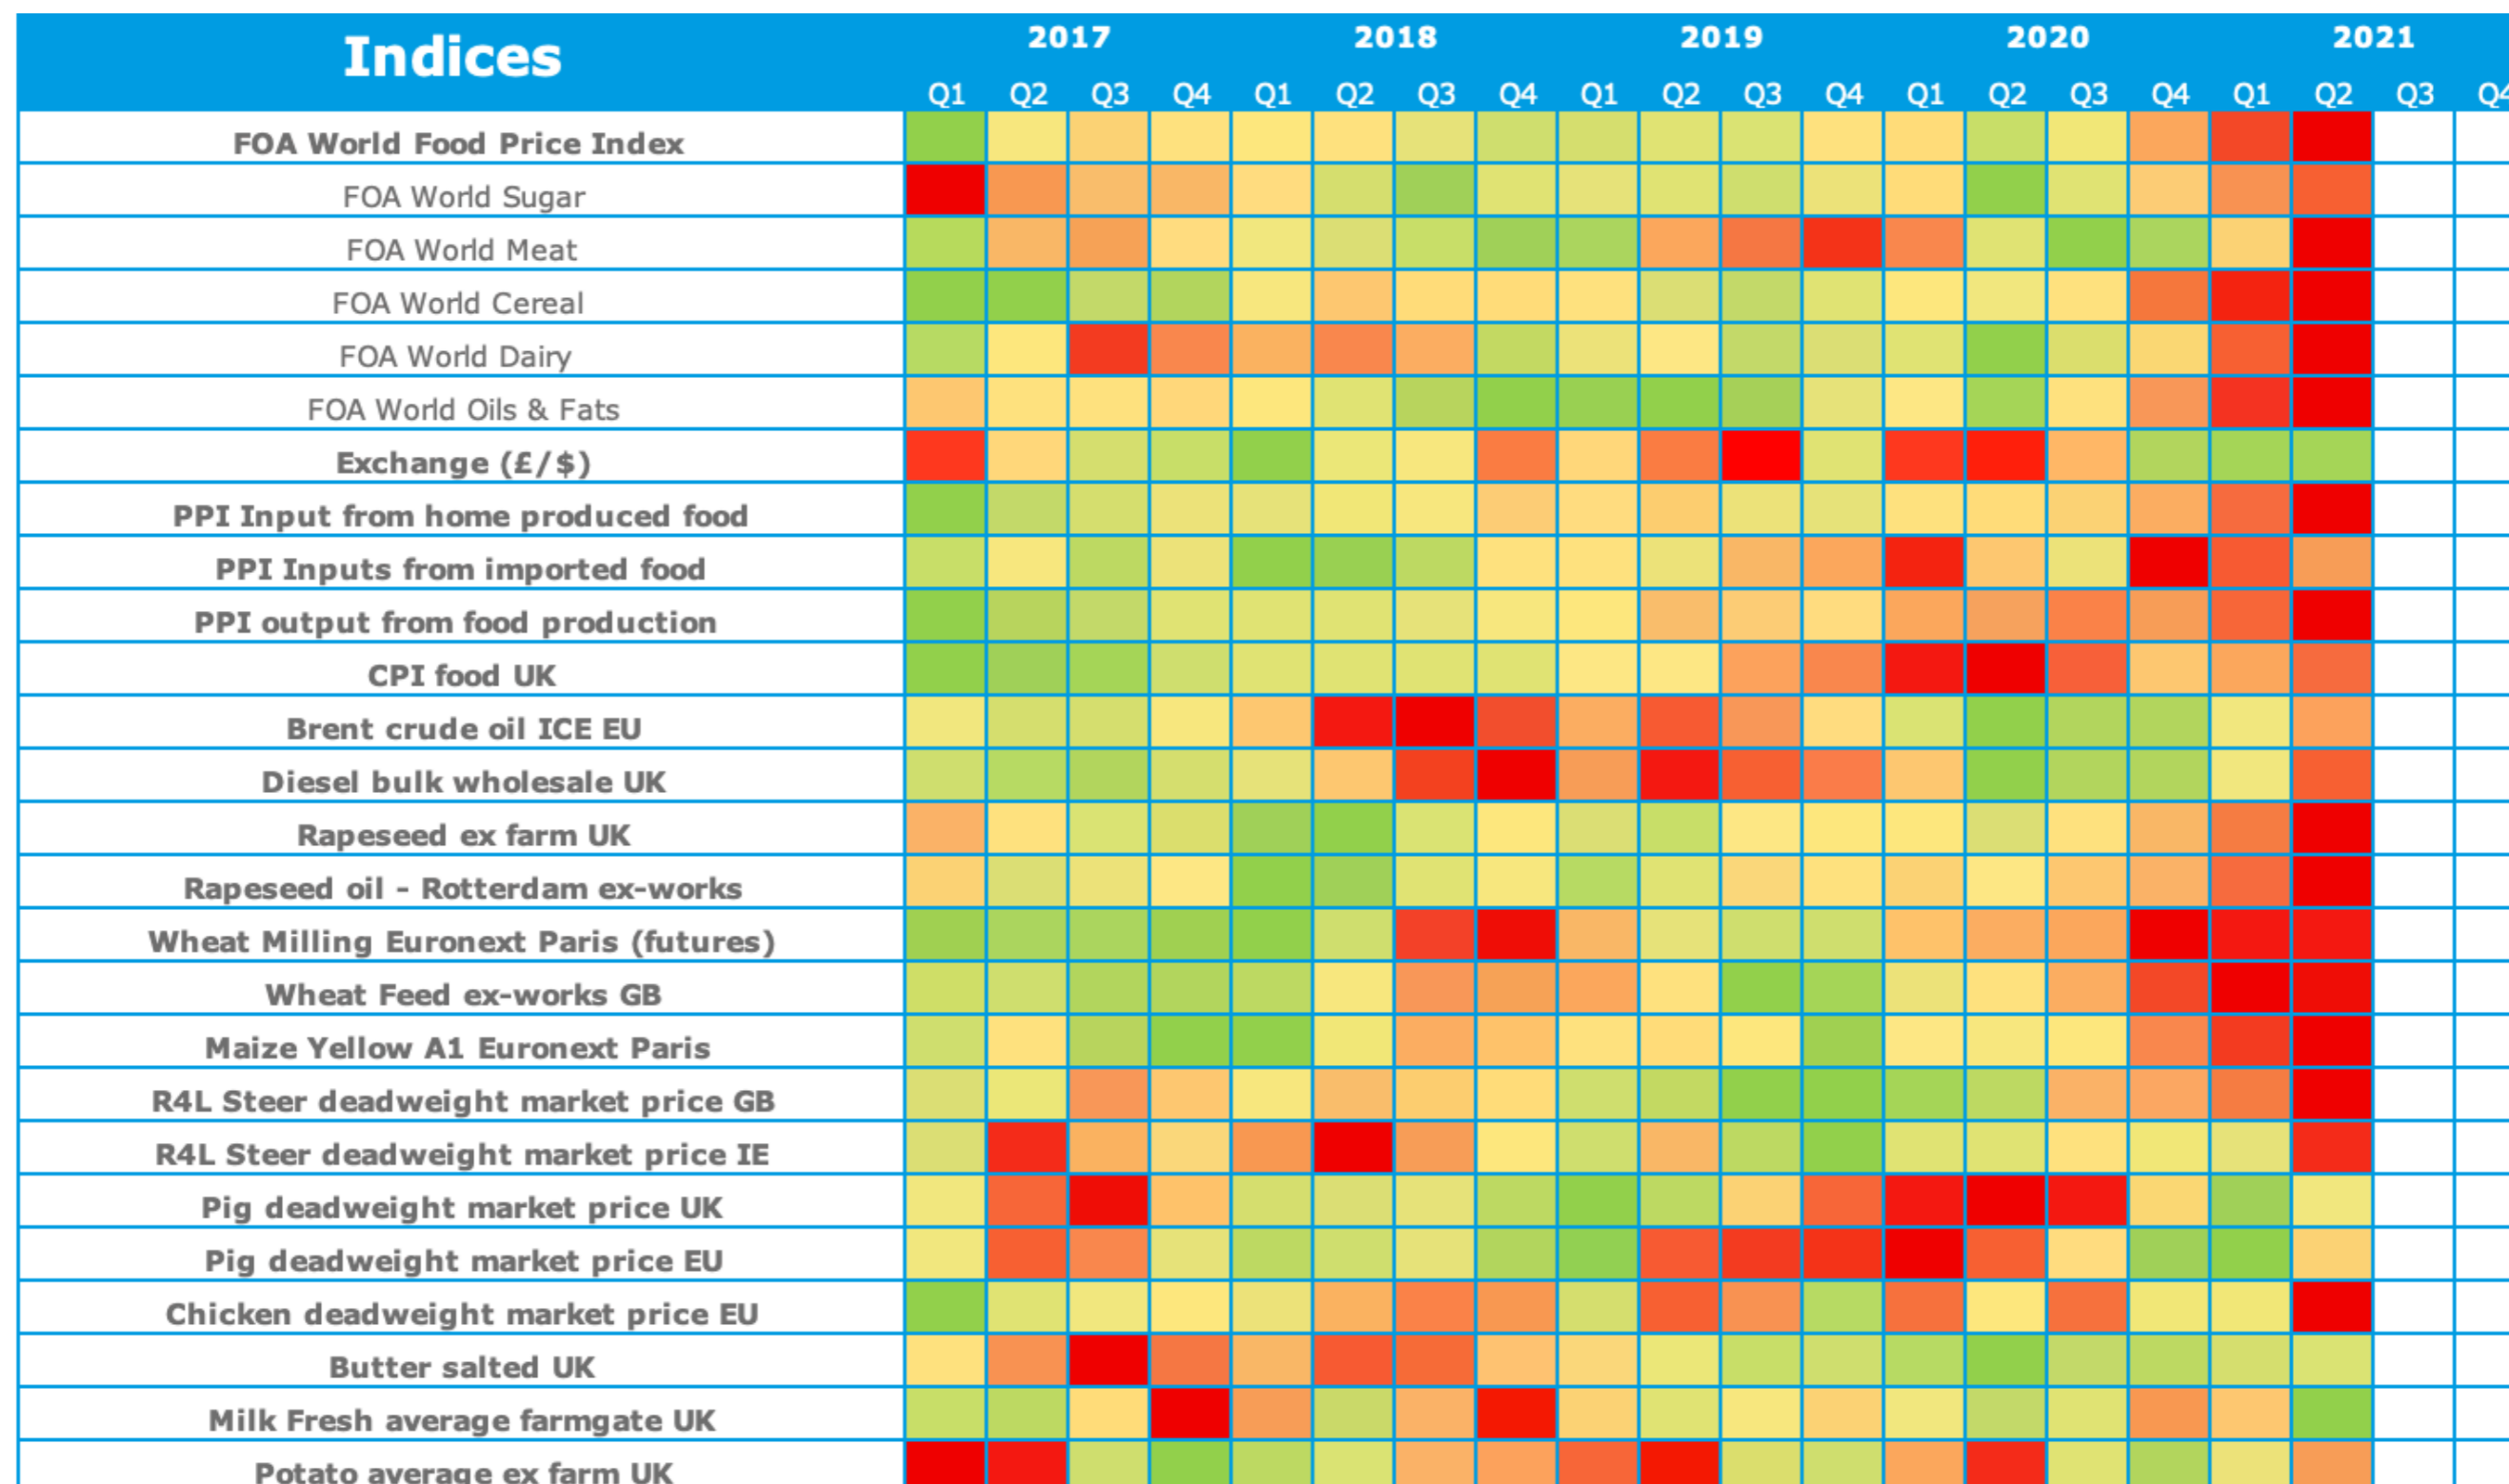 Indices
2017 2018 2019 2020 2021
Q1 Q2 Q3 Q4 Q1 Q2 Q3 Q4 Q1 Q2 Q3 Q4 Q1 Q2 Q3 Q4 Q1 Q2 Q3 Q4
FOA World Food Price Index
FOA World Sugar
FOA World Meat
FOA World Cereal
FOA World Dairy
FOA World Oils & Fats
Exchange (£/$)
PPI Input from home produced food
PPI Inputs from imported food
PPI output from food production
CPI food UK
Brent crude oil ICE EU
Diesel bulk wholesale UK
Rapeseed ex farm UK
Rapeseed oil - Rotterdam ex-works
Wheat Milling Euronext Paris (futures)
Wheat Feed ex-works GB
Maize Yellow A1 Euronext Paris
R4L Steer deadweight market price GB
R4L Steer deadweight market price IE
Pig deadweight market price UK
Pig deadweight market price EU
Chicken deadweight market price EU
Butter salted UK
Milk Fresh average farmgate UK
Potato average ex farm UK